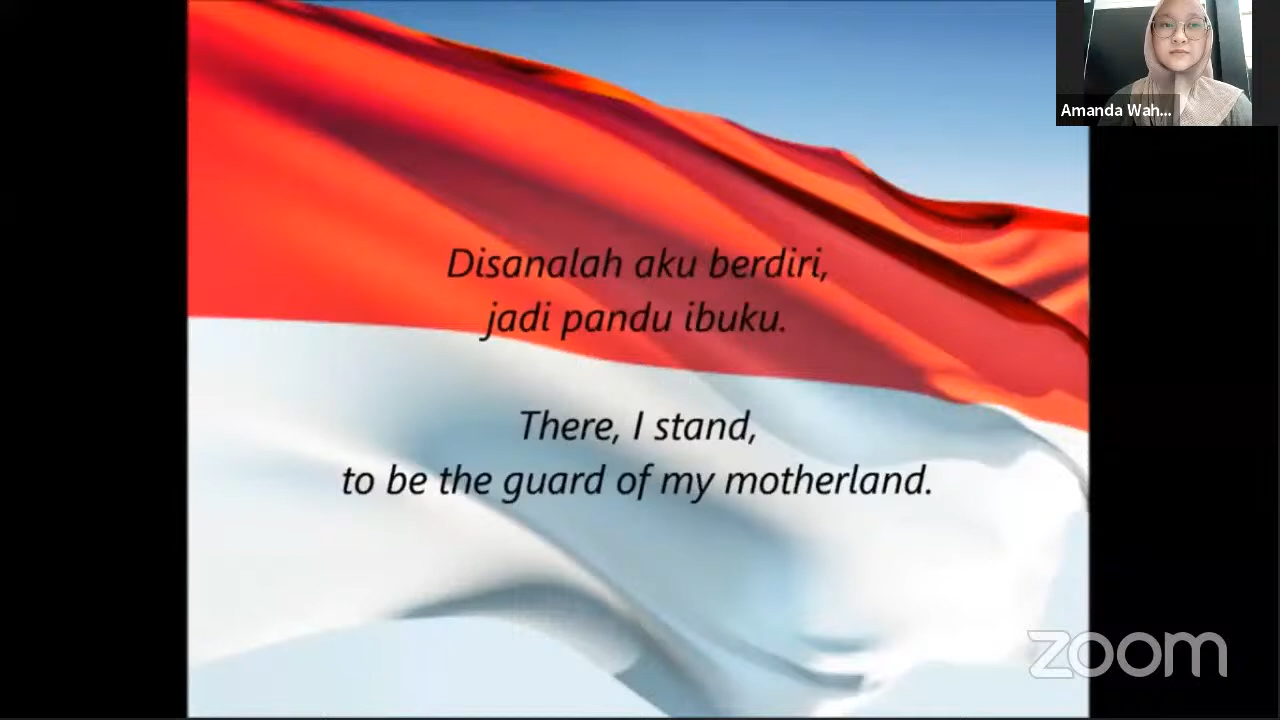 Amanda Wah...
Disanalah aku berdiri,
jadi pandu ibuku.
There, I stand,
to be the guard of my motherland.
zoom